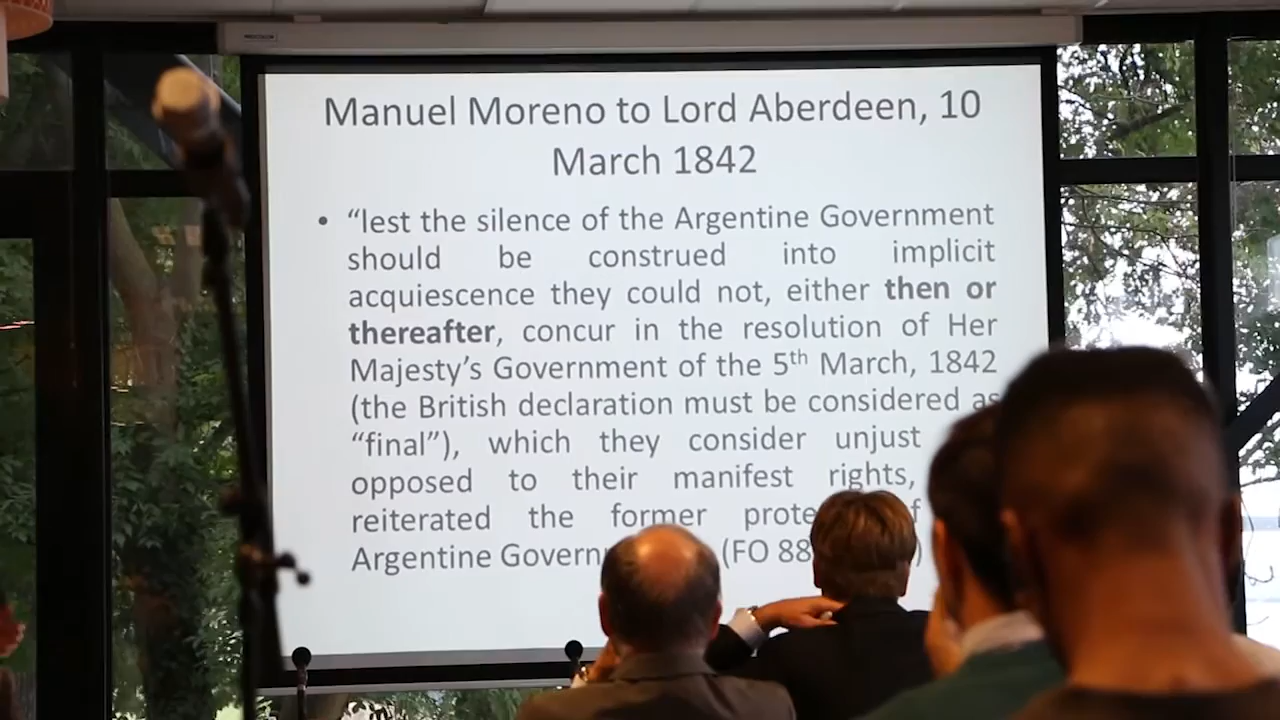 Manuel Moreno to Lord Aberdeen, 10
March 1842
• “lest the silence of the Argentine Government
should be construed into implicit
acquiescence they could not, either then or
thereafter, concur in the resolution of Her
Majesty’s Government of the 5th March, 1842
(the British declaration must be considered as
“final”), which they consider unjust
opposed to their manifest rights,
reiterated the former
Argentine (FO 88